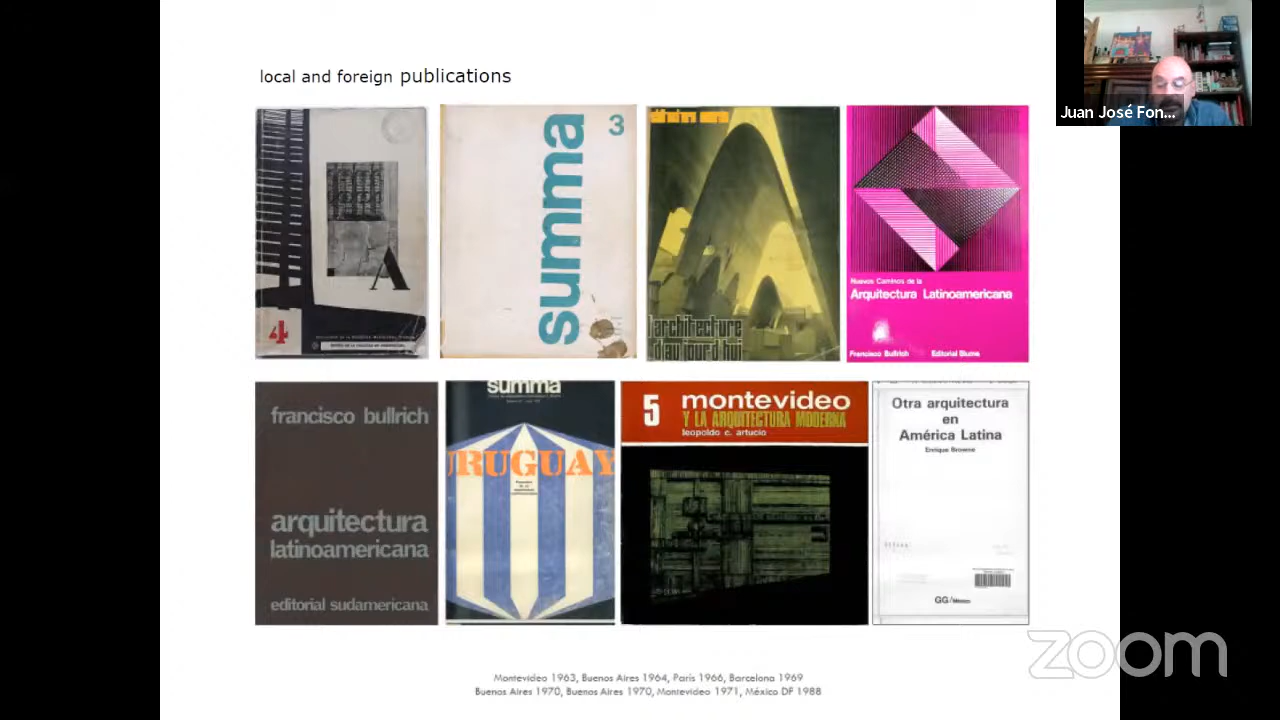 local and foreign publications
Juan José Fon...
A
4
summa
3
l'architecture
d'aujourd'hui
Nuevos Caminos de la
Arquitectura Latinoamericana
Francisco Bullrich Editorial Blume
francisco bullrich
arquitectura
latinoamericana
editorial sudamericana
summa
URUGUAY
5
montevideo
Y LA ARQUITECTURA MODERNA
leopoldo c. artucio
Otra arquitectura
en
América Latina
Enrique Browne
GG/México
zoom
Montevideo 1963, Buenos Aires 1964, París 1966, Barcelona 1969
Buenos Aires 1970, Buenos Aires 1970, Montevideo 1971, México DF 1988